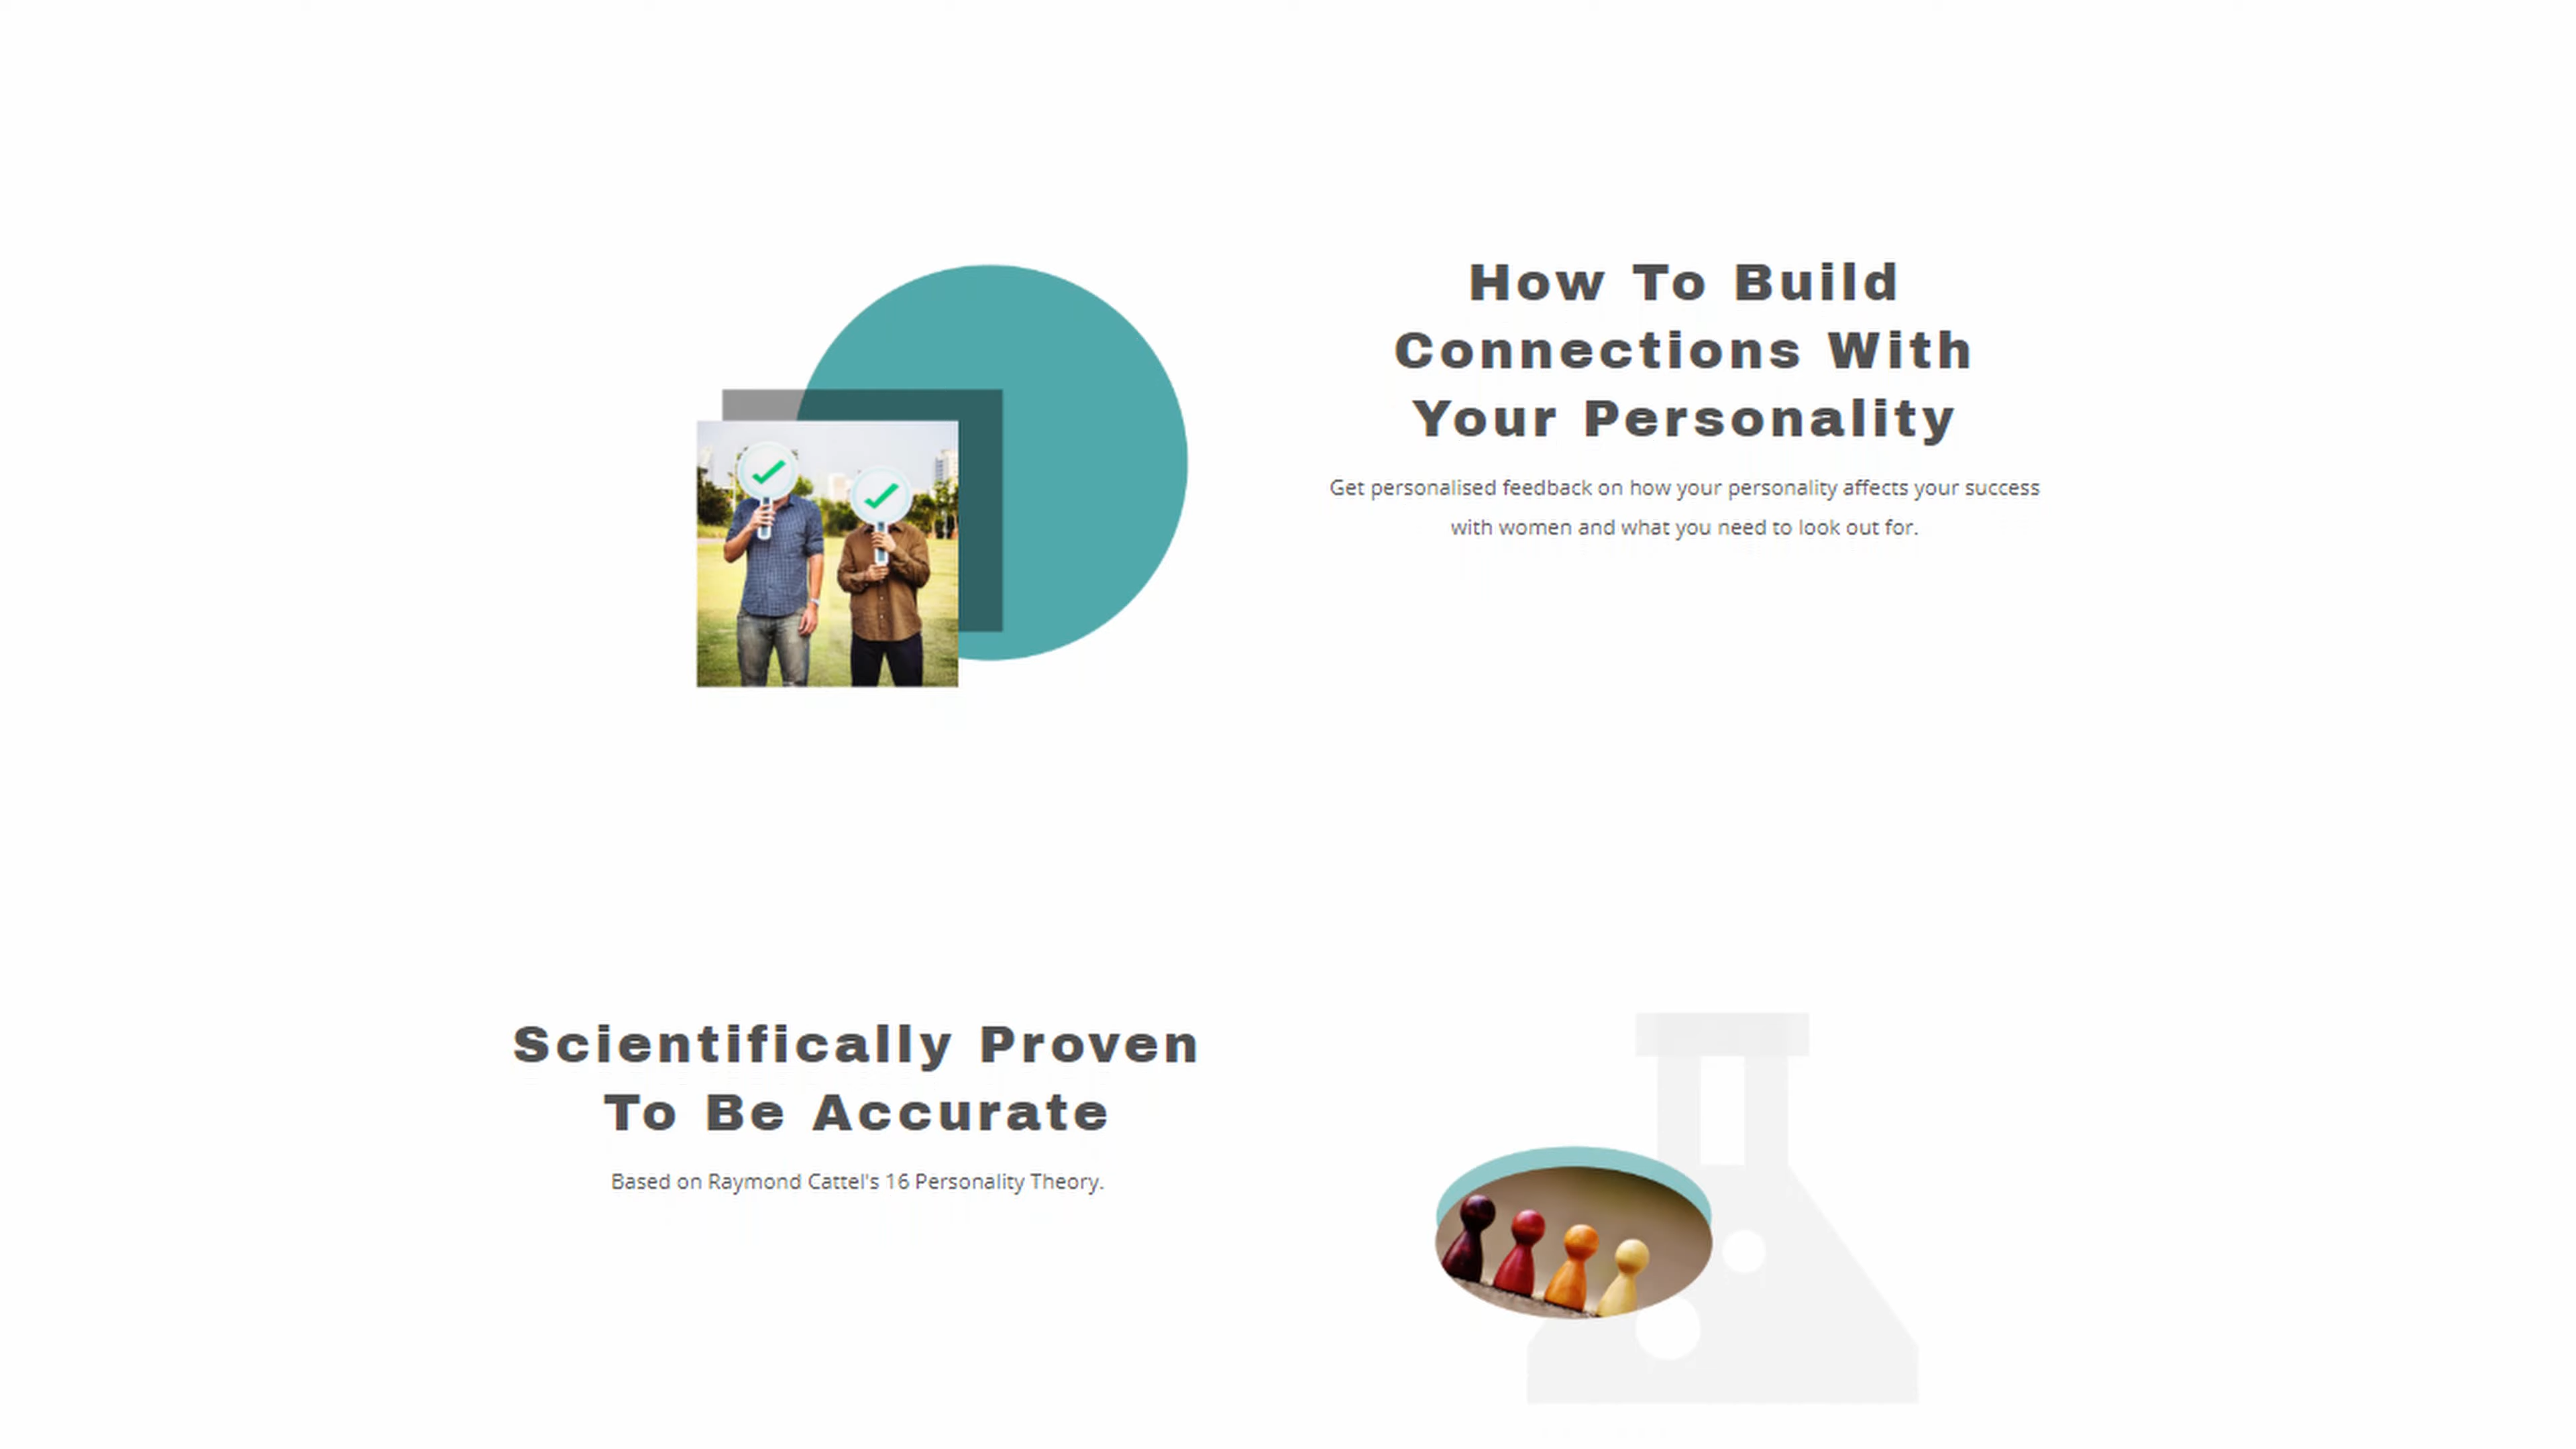 How To Build
Connections With
Your Personality
Get personalised feedback on how your personality affects your success
with women and what you need to look out for.
Scientifically Proven
To Be Accurate
Based on Raymond Cattel's 16 Personality Theory.